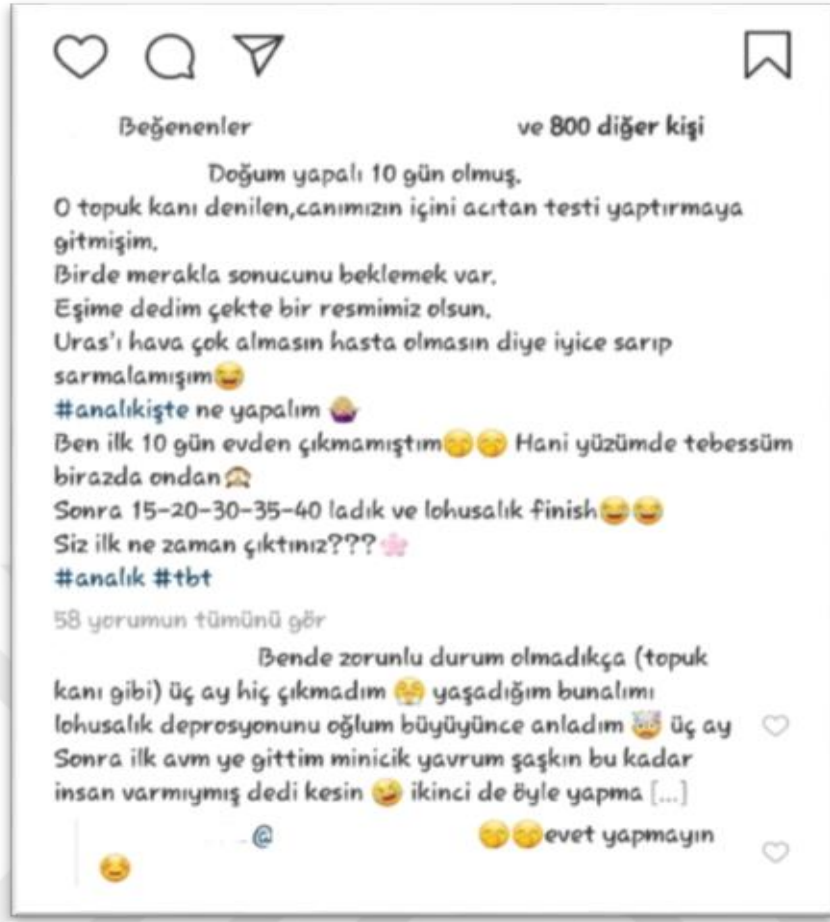 Beğenenler ve 800 diğer kişi
Doğum yapalı 10 gün olmuş.
O topuk kanı denilen,canımızın içini acıtan testi yaptırmaya
gitmişim.
Birde merakla sonucunu beklemek var.
Eşime dedim çekte bir resmimiz olsun.
Uras'ı hava çok almasın hasta olmasın diye iyice sarıp
sarmalamışım😂
#analıkişte ne yapalım 🤷🏼‍♀️
Ben ilk 10 gün evden çıkmamıştım😚😚 Hani yüzümde tebessüm
birazda ondan🙈
Sonra 15-20-30-35-40 ladık ve lohusalık finish😂😂
Siz ilk ne zaman çıktınız???🌸
#analık #tbt
58 yorumun tümünü gör
Bende zorunlu durum olmadıkça (topuk
kanı gibi) üç ay hiç çıkmadım 😤 yaşadığım bunalımı
lohusalık deprosyonunu oğlum büyüyünce anladım 🤯 üç ay
Sonra ilk avm ye gittim minicik yavrum şaşkın bu kadar
insan varmıymış dedi kesin 🤣 ikinci de öyle yapma [...]
@ 😚😚evet yapmayın
☺️